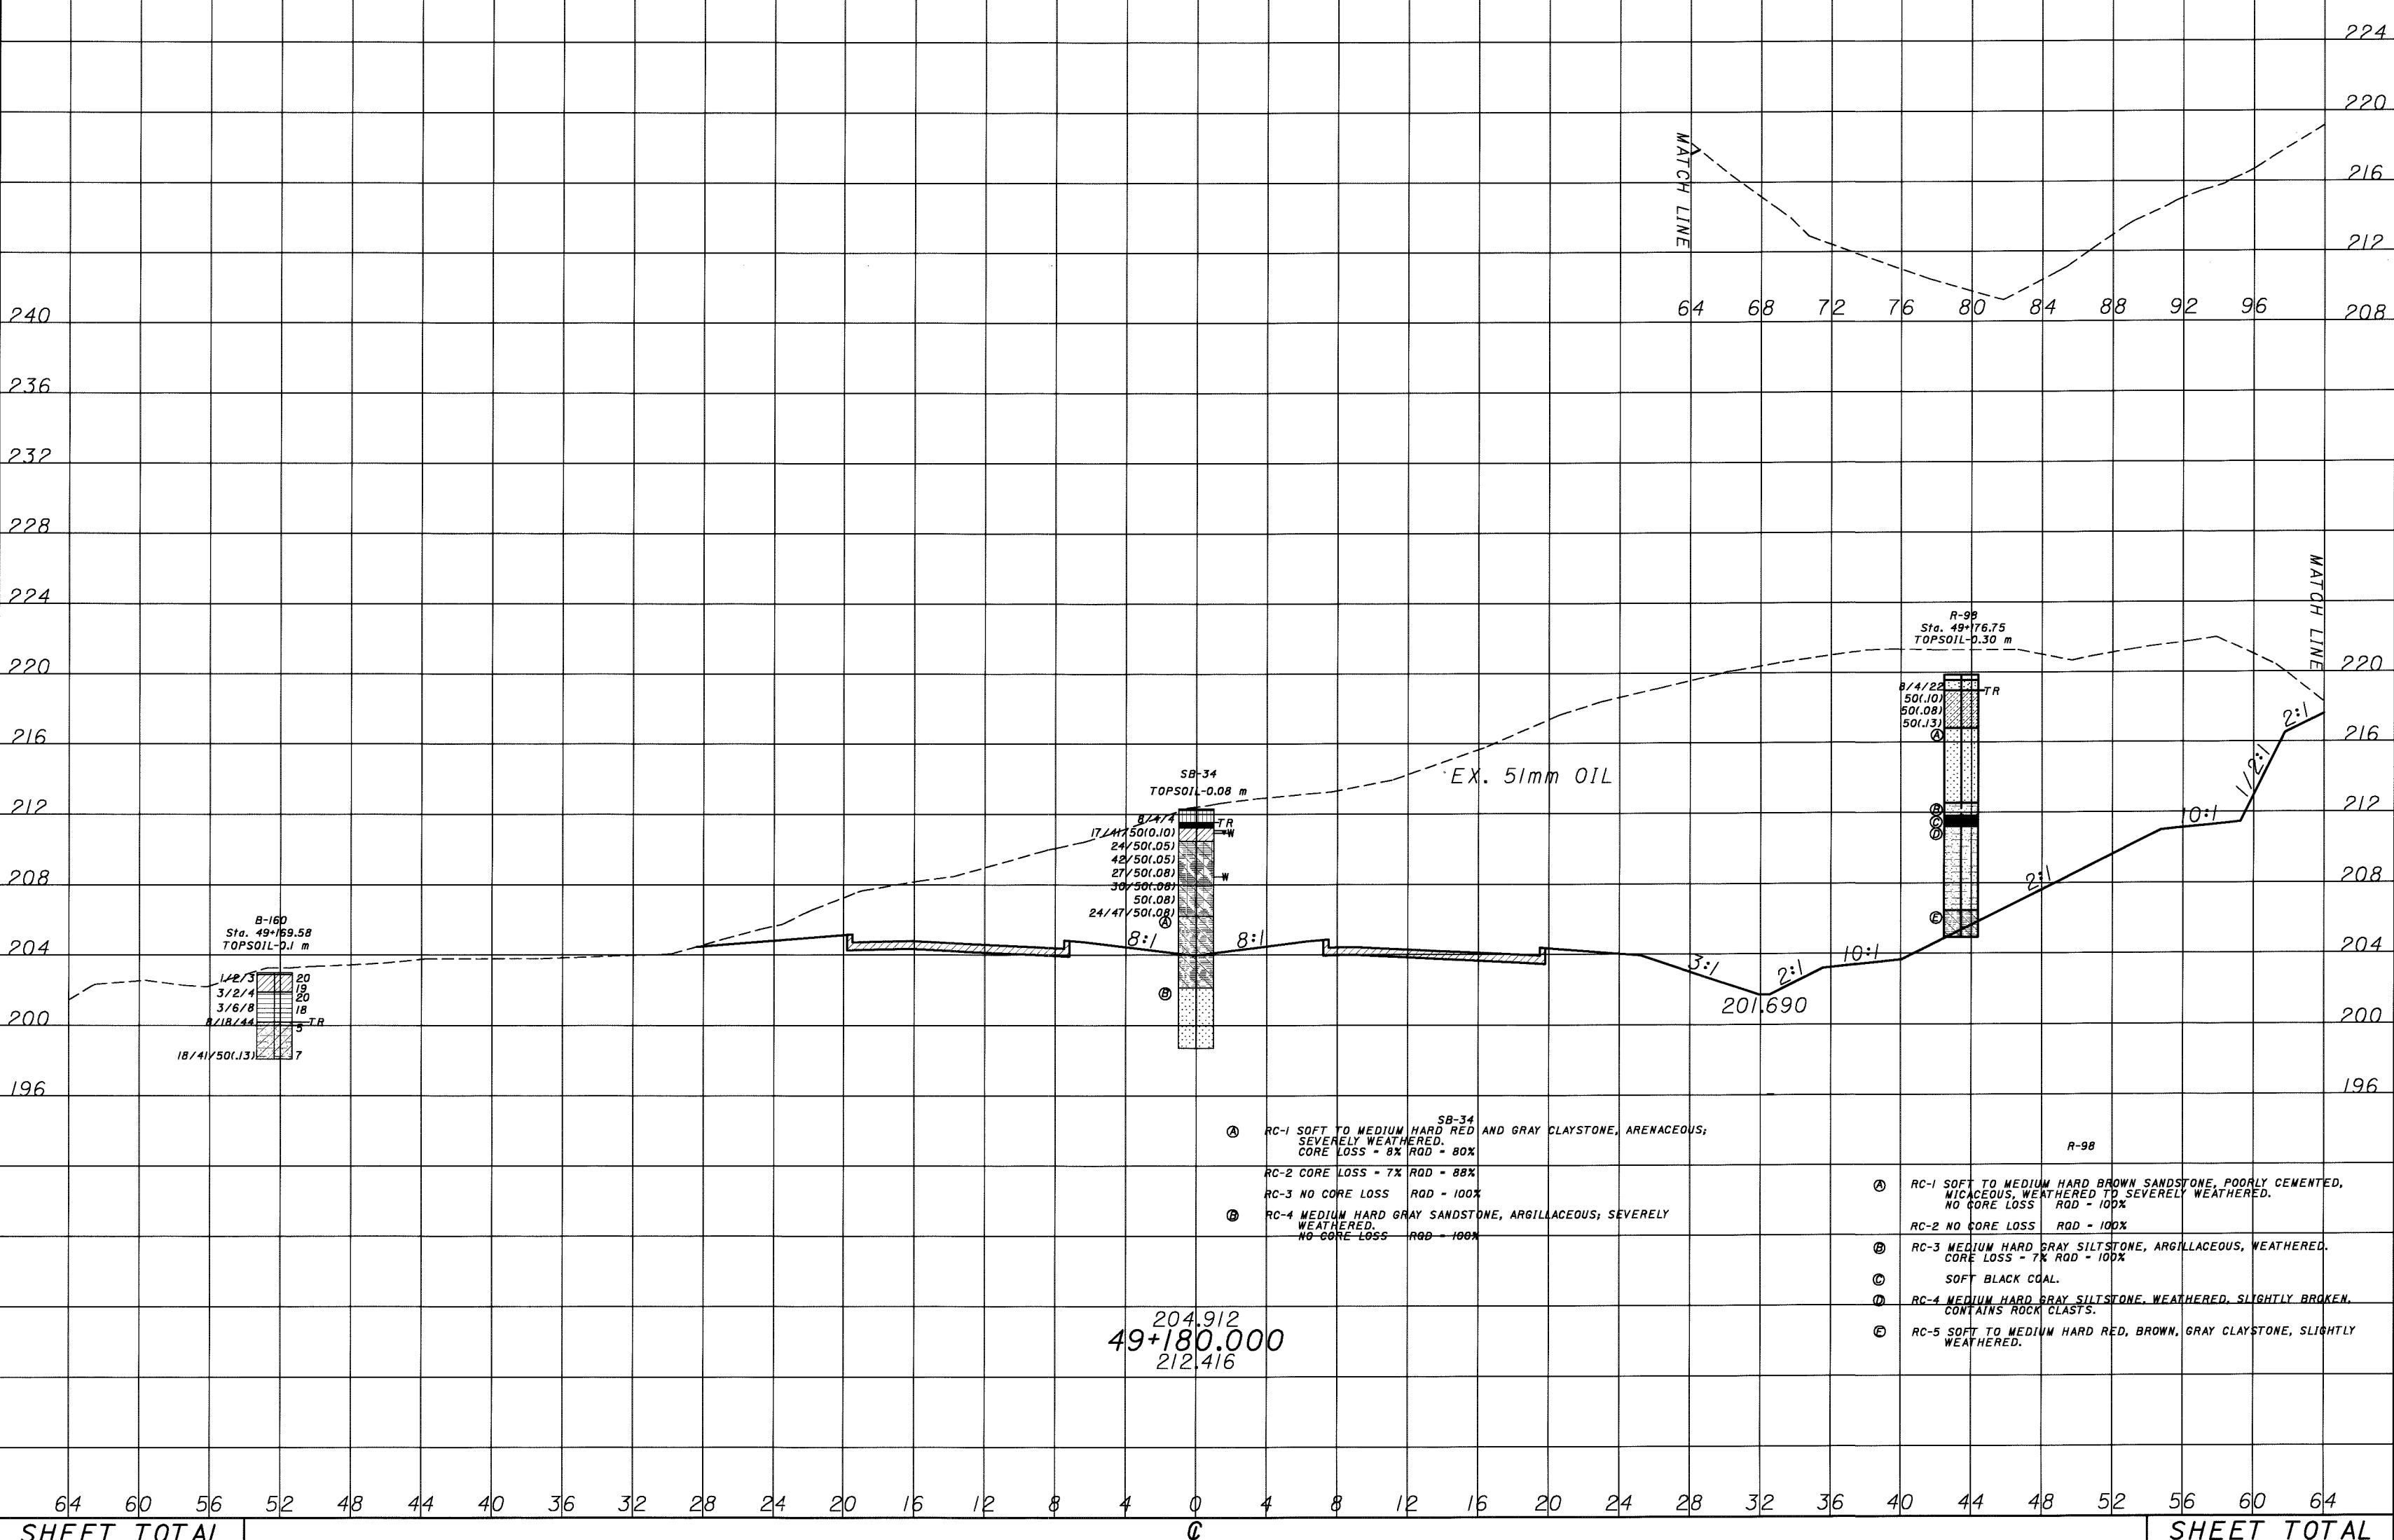 224
220
216
212
208
MATCH LINE
64 68 72 76 80 84 88 92 96
240
236
232
228
224
220
216
212
208
204
200
196
MATCH LINE
220
216
212
208
204
200
196
R-98
Sta. 49+176.75
TOPSOIL-0.30 m
8/4/22
TR
50(.10)
50(.08)
50(.13)
A
B
C
D
E
2:1
1/2:1
10:1
2:1
10:1
2:1
3:1
201.690
EX. 51mm OIL
SB-34
TOPSOIL-0.08 m
8/4/4
TR
17/41/50(0.10)
W
24/50(.05)
42/50(.05)
27/50(.08)
W
30/50(.08)
50(.08)
24/47/50(.08)
A
B
8:1
8:1
B-160
Sta. 49+169.58
TOPSOIL-0.1 m
1/2/3 20
19
3/2/4 20
3/6/8 18
8/18/44 TR
5
18/41/50(.13) 7
SB-34
A RC-1 SOFT TO MEDIUM HARD RED AND GRAY CLAYSTONE, ARENACEOUS;
SEVERELY WEATHERED.
CORE LOSS = 8% RQD = 80%
RC-2 CORE LOSS = 7% RQD = 88%
RC-3 NO CORE LOSS RQD = 100%
B RC-4 MEDIUM HARD GRAY SANDSTONE, ARGILLACEOUS; SEVERELY
WEATHERED.
NO CORE LOSS RQD = 100%
R-98
A RC-1 SOFT TO MEDIUM HARD BROWN SANDSTONE, POORLY CEMENTED,
MICACEOUS, WEATHERED TO SEVERELY WEATHERED.
NO CORE LOSS RQD = 100%
RC-2 NO CORE LOSS RQD = 100%
B RC-3 MEDIUM HARD GRAY SILTSTONE, ARGILLACEOUS, WEATHERED.
CORE LOSS = 7% RQD = 100%
C SOFT BLACK COAL.
D RC-4 MEDIUM HARD GRAY SILTSTONE, WEATHERED, SLIGHTLY BROKEN,
CONTAINS ROCK CLASTS.
E RC-5 SOFT TO MEDIUM HARD RED, BROWN, GRAY CLAYSTONE, SLIGHTLY
WEATHERED.
204.912
49+180.000
212.416
64 60 56 52 48 44 40 36 32 28 24 20 16 12 8 4 0 4 8 12 16 20 24 28 32 36 40 44 48 52 56 60 64
SHEET TOTAL
℄
SHEET TOTAL